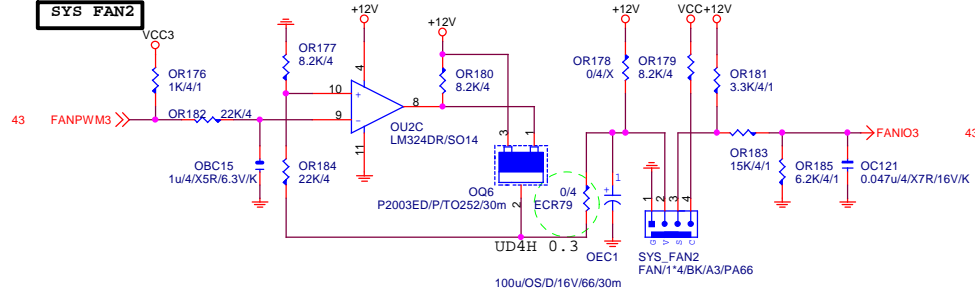 SYS FAN2
VCC3
+12V
+12V
+12V
VCC
+12V
OR176
1K/4/1
OR177
8.2K/4
4
OR180
8.2K/4
OR178
0/4/X
OR179
8.2K/4
OR181
3.3K/4/1
43
FANPWM3
OR182
22K/4
10
+
9
-
8
OU2C
LM324DR/SO14
11
3
1
FANIO3
43
OBC15
1u/4/X5R/6.3V/K
OR184
22K/4
OQ6
P2003ED/P/TO252/30m
2
0/4
ECR79
+
1
OR183
15K/4/1
OR185
6.2K/4/1
OC121
0.047u/4/X7R/16V/K
1
2
3
4
G
V
S
C
UD4H 0.3
OEC1
100u/OS/D/16V/66/30m
SYS_FAN2
FAN/1*4/BK/A3/PA66